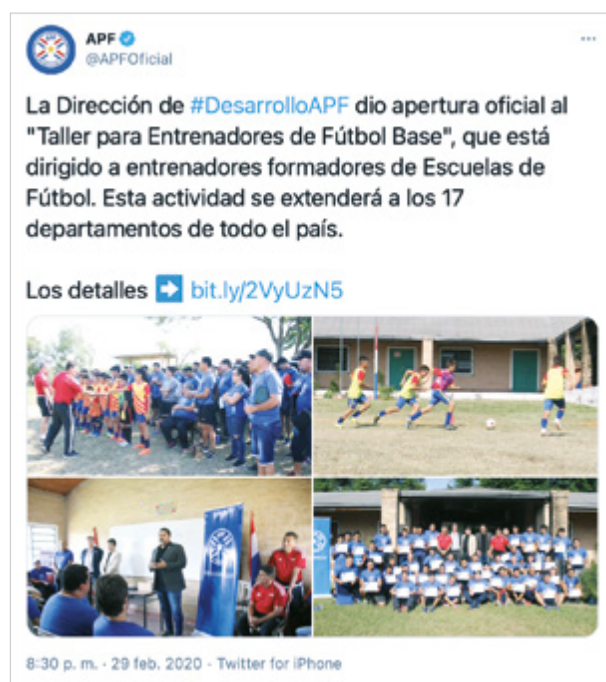 APF
@APFOficial
La Dirección de #DesarrolloAPF dio apertura oficial al
"Taller para Entrenadores de Fútbol Base", que está
dirigido a entrenadores formadores de Escuelas de
Fútbol. Esta actividad se extenderá a los 17
departamentos de todo el país.
Los detalles ➡️ bit.ly/2VyUzN5
8:30 p. m. · 29 feb. 2020 · Twitter for iPhone